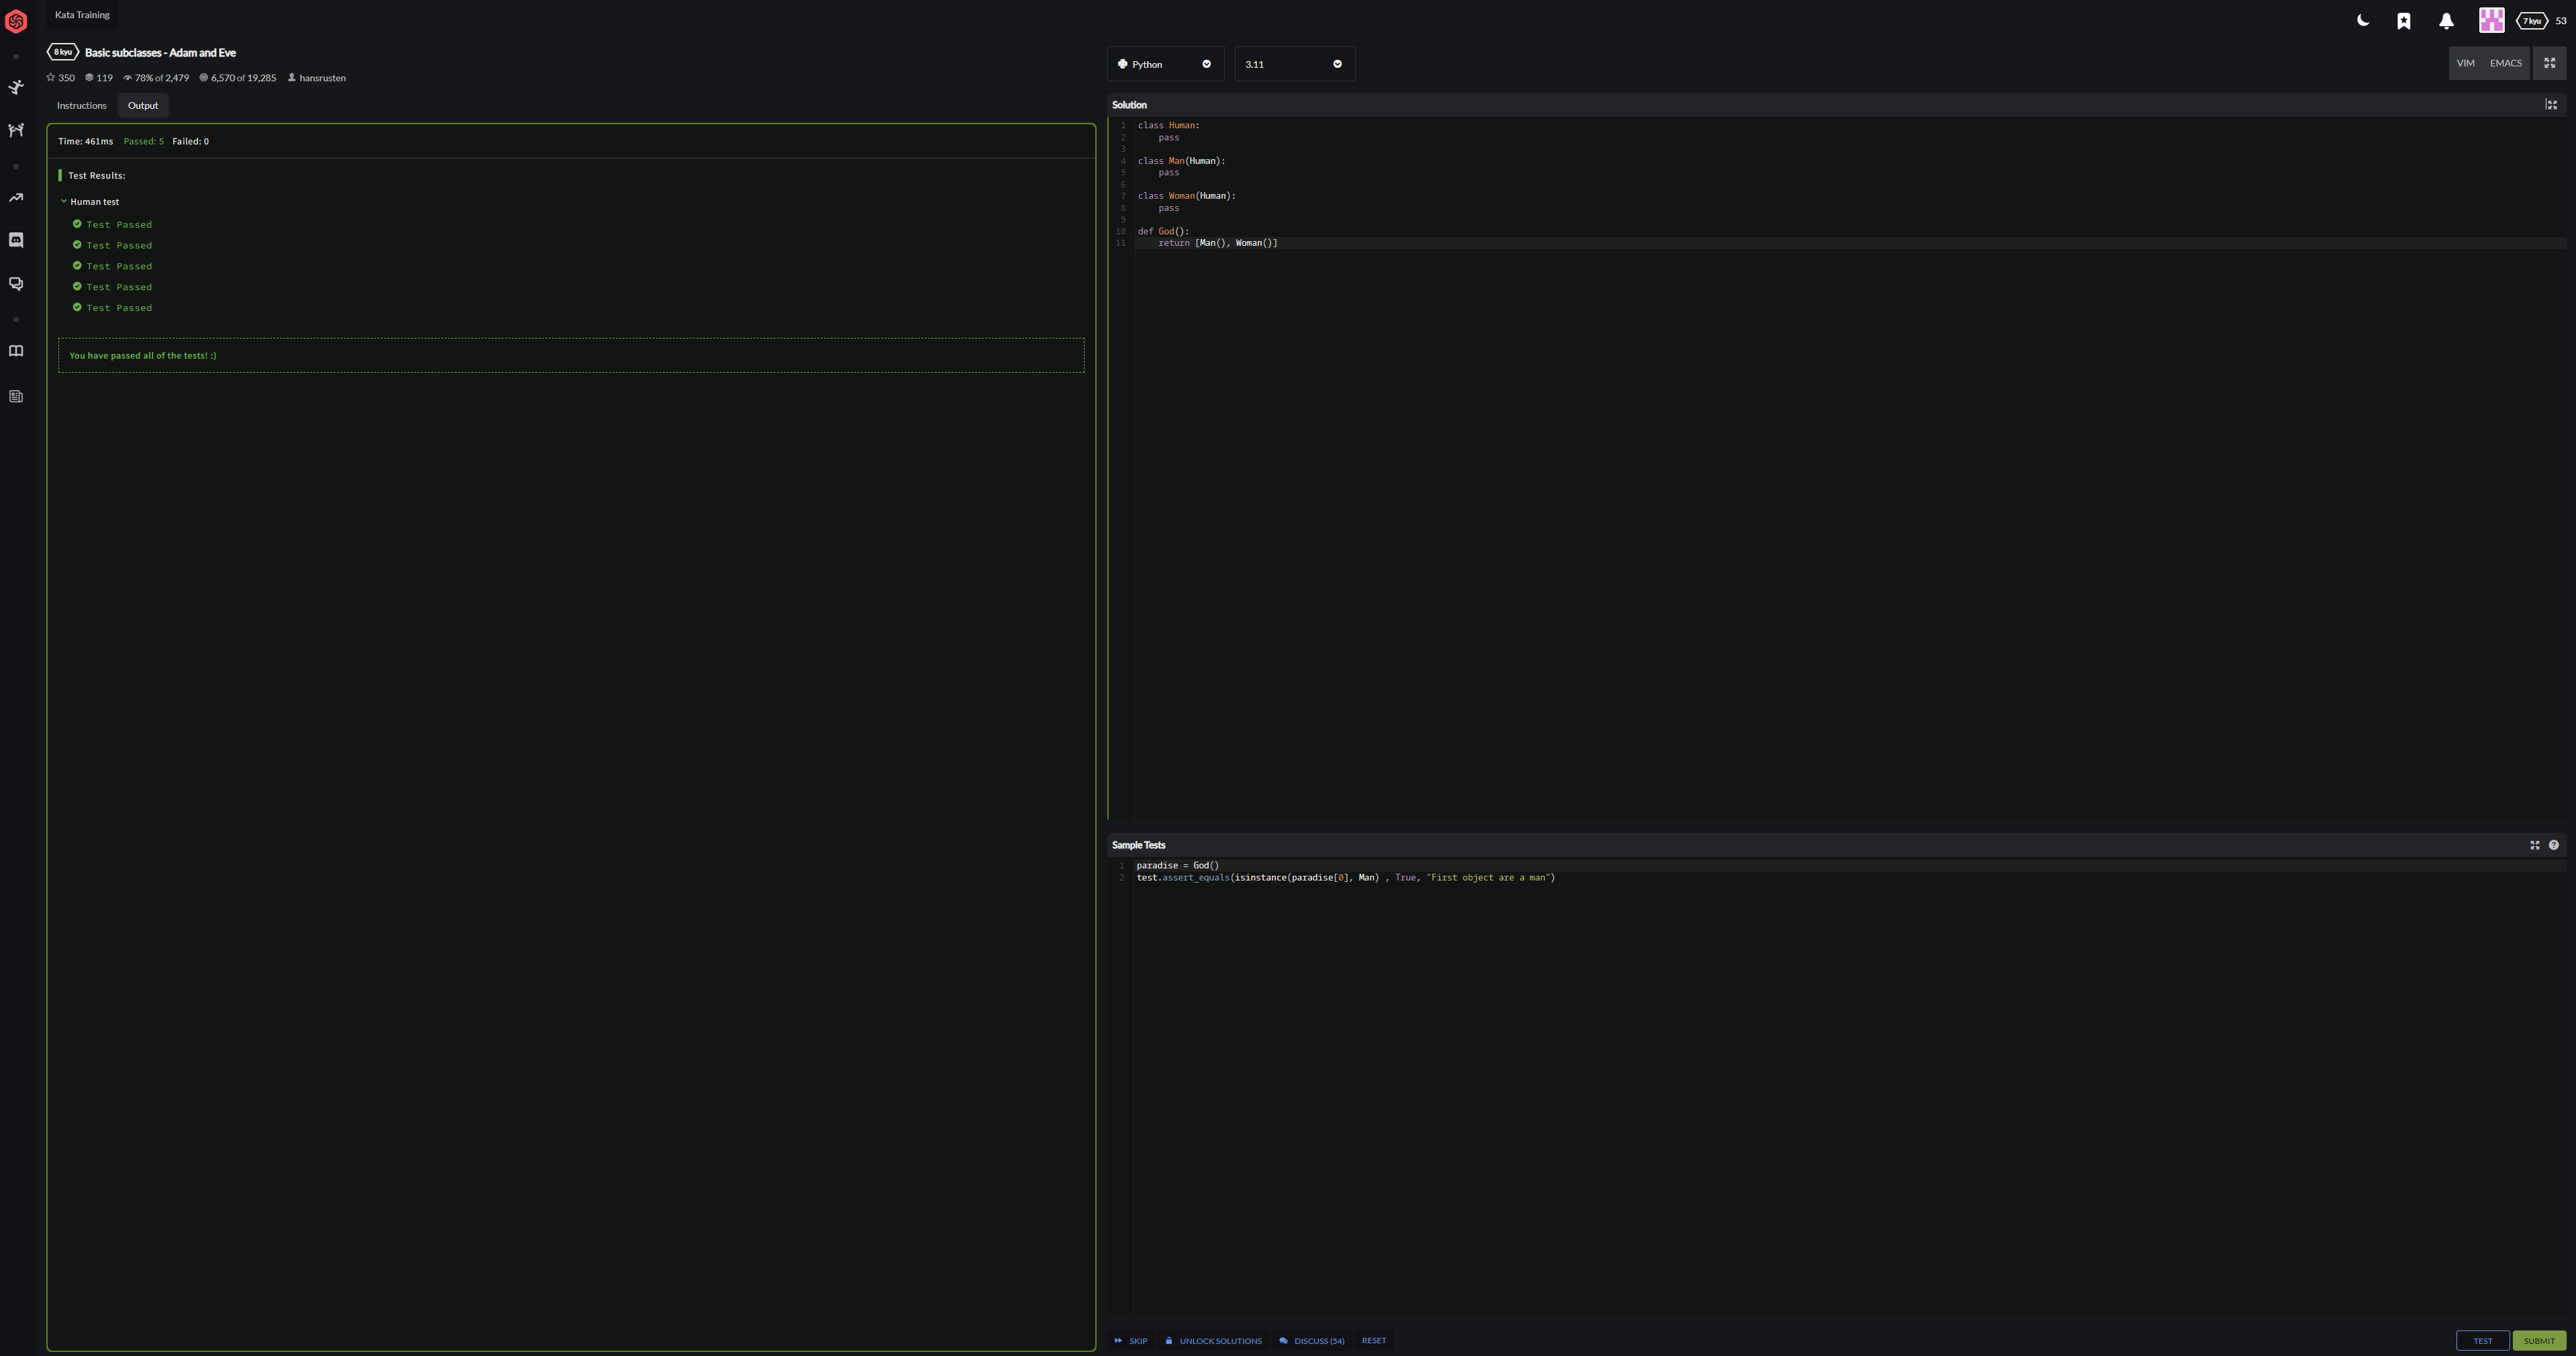 Kata Training
7 kyu 53
8 kyu Basic subclasses - Adam and Eve
350 119 78% of 2,479 6,570 of 19,285 hansrusten
Instructions Output
Time: 461ms Passed: 5 Failed: 0
Test Results:
Human test
Test Passed
Test Passed
Test Passed
Test Passed
Test Passed
You have passed all of the tests! :)
Python 3.11 VIM EMACS
Solution
1 class Human:
2     pass
3
4 class Man(Human):
5     pass
6
7 class Woman(Human):
8     pass
9
10 def God():
11     return [Man(), Woman()]
Sample Tests
1 paradise = God()
2 test.assert_equals(isinstance(paradise[0], Man) , True, "First object are a man")
SKIP UNLOCK SOLUTIONS DISCUSS (54) RESET TEST SUBMIT